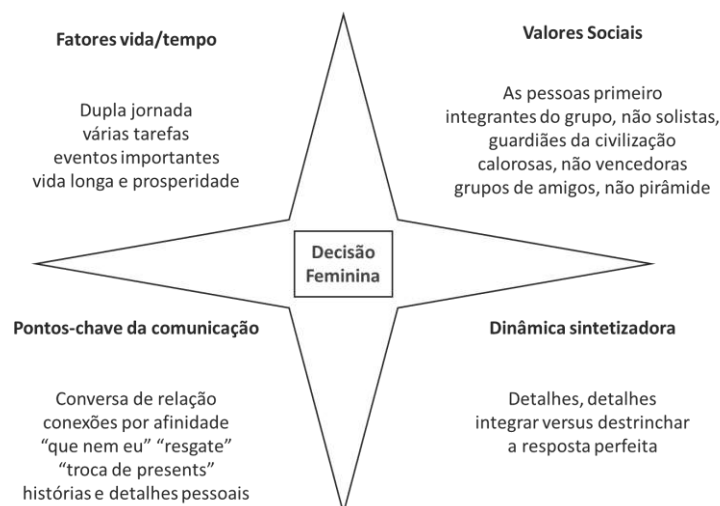 Fatores vida/tempo
Dupla jornada
várias tarefas
eventos importantes
vida longa e prosperidade
Valores Sociais
As pessoas primeiro
integrantes do grupo, não solistas,
guardiães da civilização
calorosas, não vencedoras
grupos de amigos, não pirâmide
Decisão
Feminina
Pontos-chave da comunicação
Conversa de relação
conexões por afinidade
“que nem eu” “resgate”
“troca de presents”
histórias e detalhes pessoais
Dinâmica sintetizadora
Detalhes, detalhes
integrar versus destrinchar
a resposta perfeita